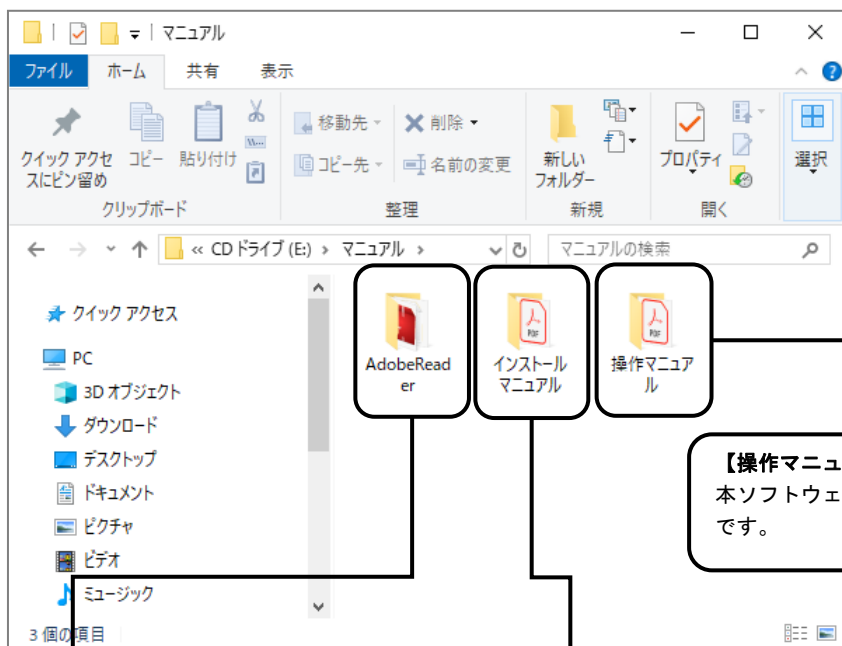 マニュアル
ファイル ホーム 共有 表示
クイック アクセスにピン留め
コピー
貼り付け
移動先
コピー先
削除
名前の変更
新しいフォルダー
プロパティ
選択
クリップボード 整理 新規 開く
« CD ドライブ (E:) › マニュアル ›
マニュアルの検索
クイック アクセス
PC
3D オブジェクト
ダウンロード
デスクトップ
ドキュメント
ピクチャ
ビデオ
ミュージック
AdobeRead
er
インストール
マニュアル
操作マニュア
ル
【操作マニュ
本ソフトウェ
です。
3 個の項目